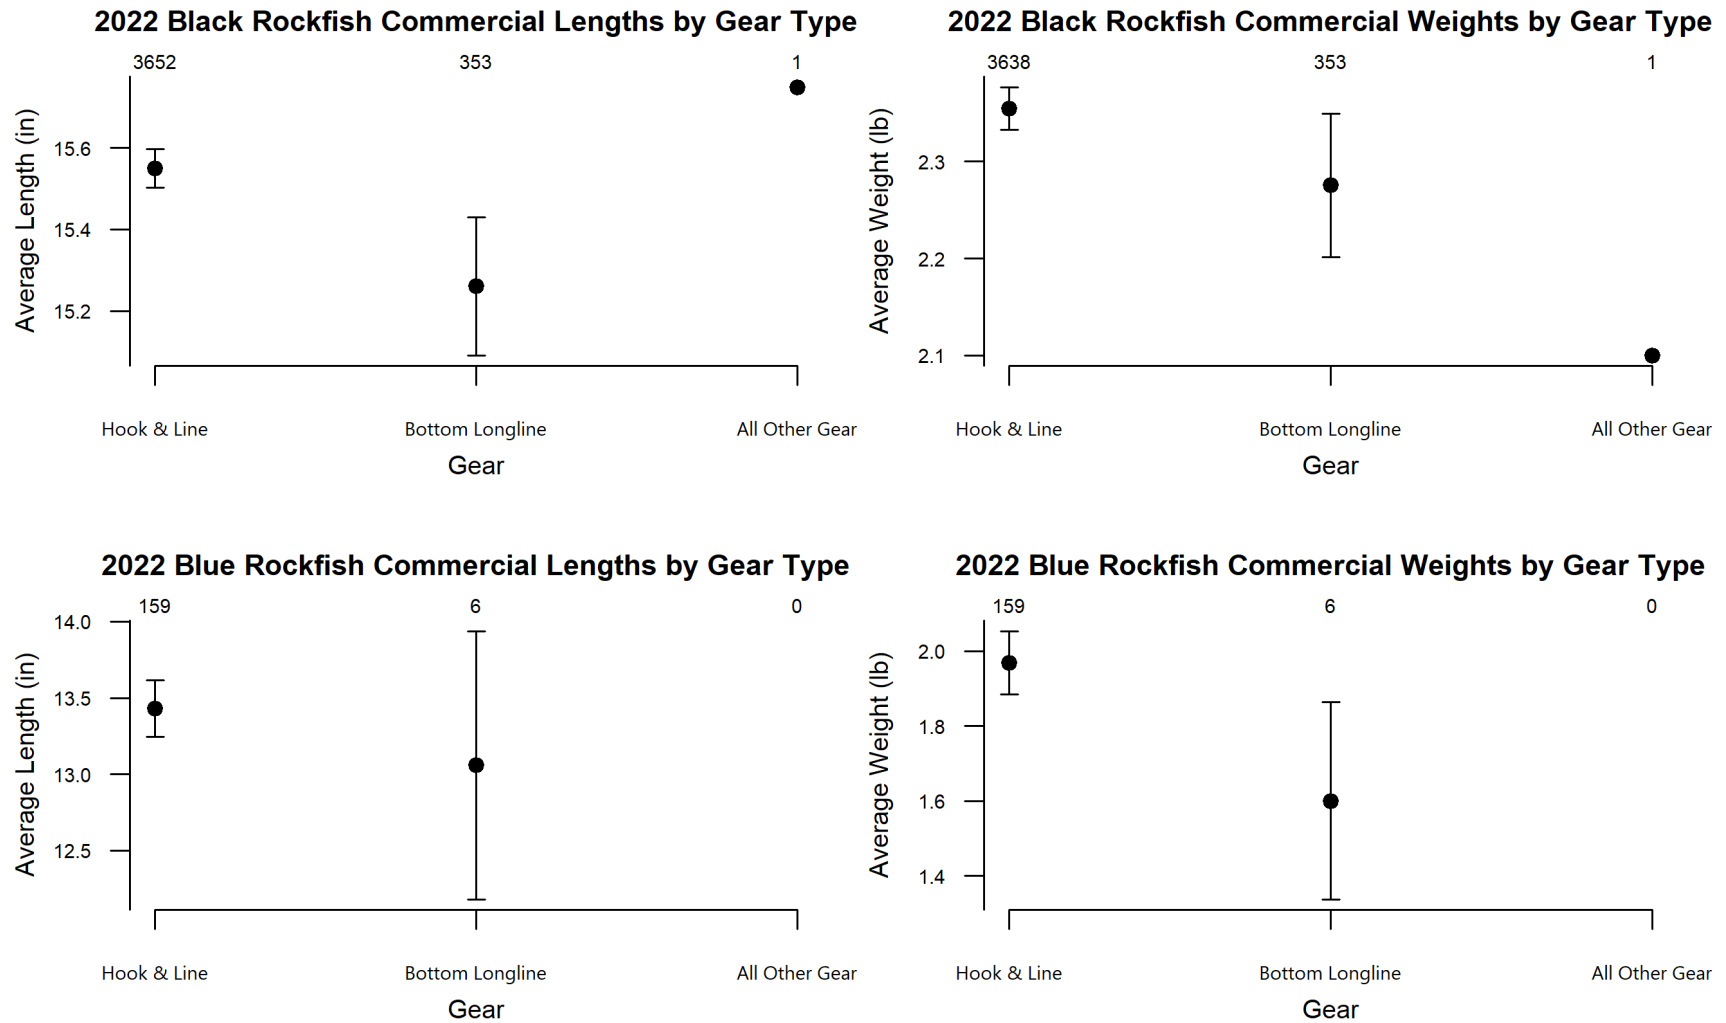 2022 Black Rockfish Commercial Lengths by Gear Type
3652 353 1
Average Length (in)
15.6
15.4
15.2
Hook & Line Bottom Longline All Other Gear
Gear
2022 Black Rockfish Commercial Weights by Gear Type
3638 353 1
Average Weight (lb)
2.3
2.2
2.1
Hook & Line Bottom Longline All Other Gear
Gear
2022 Blue Rockfish Commercial Lengths by Gear Type
159 6 0
Average Length (in)
14.0
13.5
13.0
12.5
Hook & Line Bottom Longline All Other Gear
Gear
2022 Blue Rockfish Commercial Weights by Gear Type
159 6 0
Average Weight (lb)
2.0
1.8
1.6
1.4
Hook & Line Bottom Longline All Other Gear
Gear